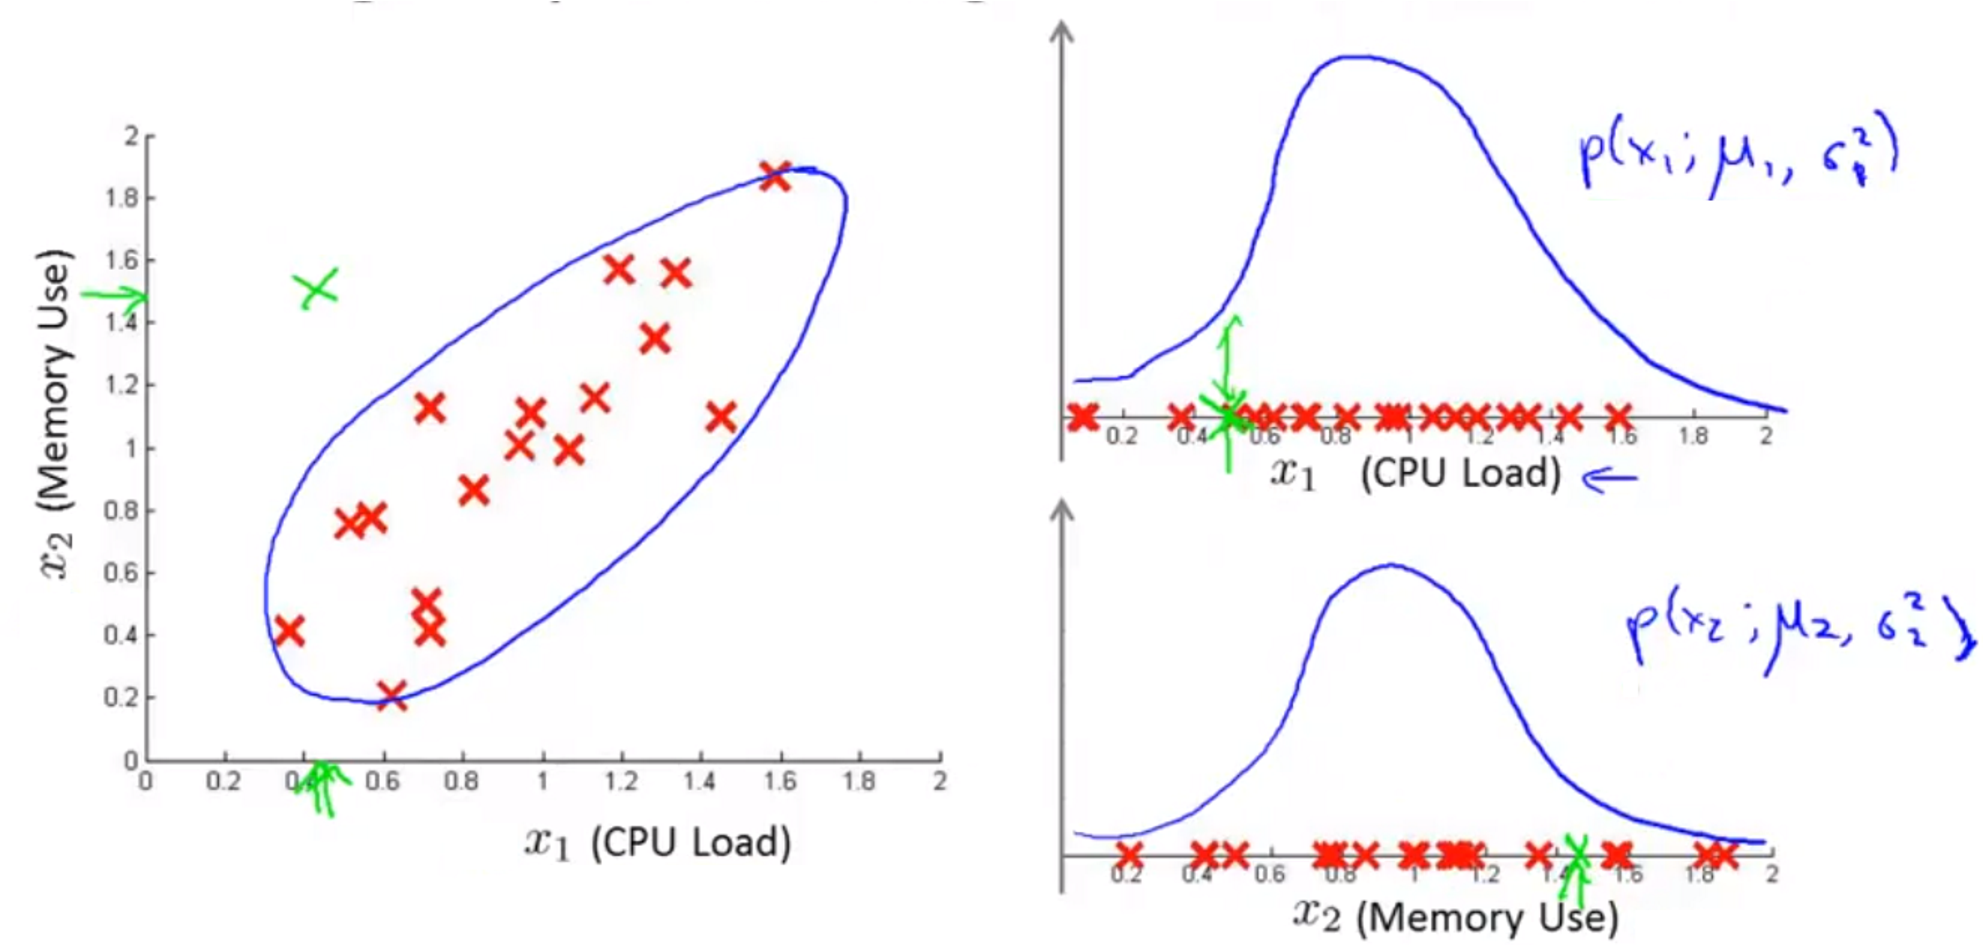 2
1.8
1.6
1.4
1.2
1
0.8
0.6
0.4
0.2
0
x₂ (Memory Use)
0 0.2 0.6 0.8 1 1.2 1.4 1.6 1.8 2
x₁ (CPU Load)
p(x₁; μ₁, σ₁²)
0.2 0.4 0.6 0.8 1 1.2 1.4 1.6 1.8 2
x₁ (CPU Load) ←
p(x₂; μ₂, σ₂²)
0.2 0.4 0.6 0.8 1 1.2 1.4 1.6 1.8 2
x₂ (Memory Use)